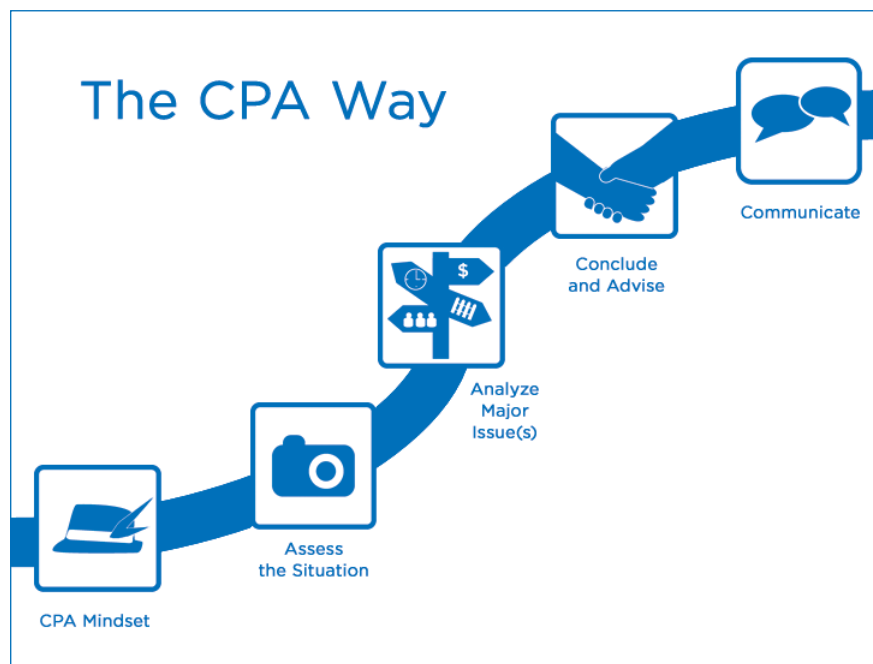 The CPA Way
Communicate
Conclude
and Advise
$
Analyze
Major
Issue(s)
Assess
the Situation
CPA Mindset